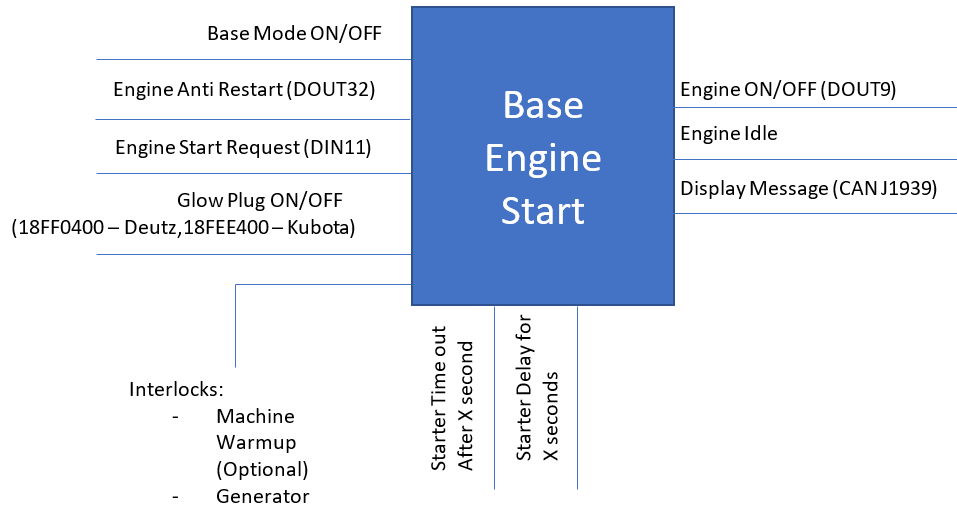 Base Mode ON/OFF
Engine Anti Restart (DOUT32)
Engine Start Request (DIN11)
Glow Plug ON/OFF
(18FF0400 – Deutz,18FEE400 – Kubota)
Base
Engine
Start
Engine ON/OFF (DOUT9)
Engine Idle
Display Message (CAN J1939)
Interlocks:
- Machine
Warmup
(Optional)
- Generator
Starter Time out
After X second
Starter Delay for
X seconds